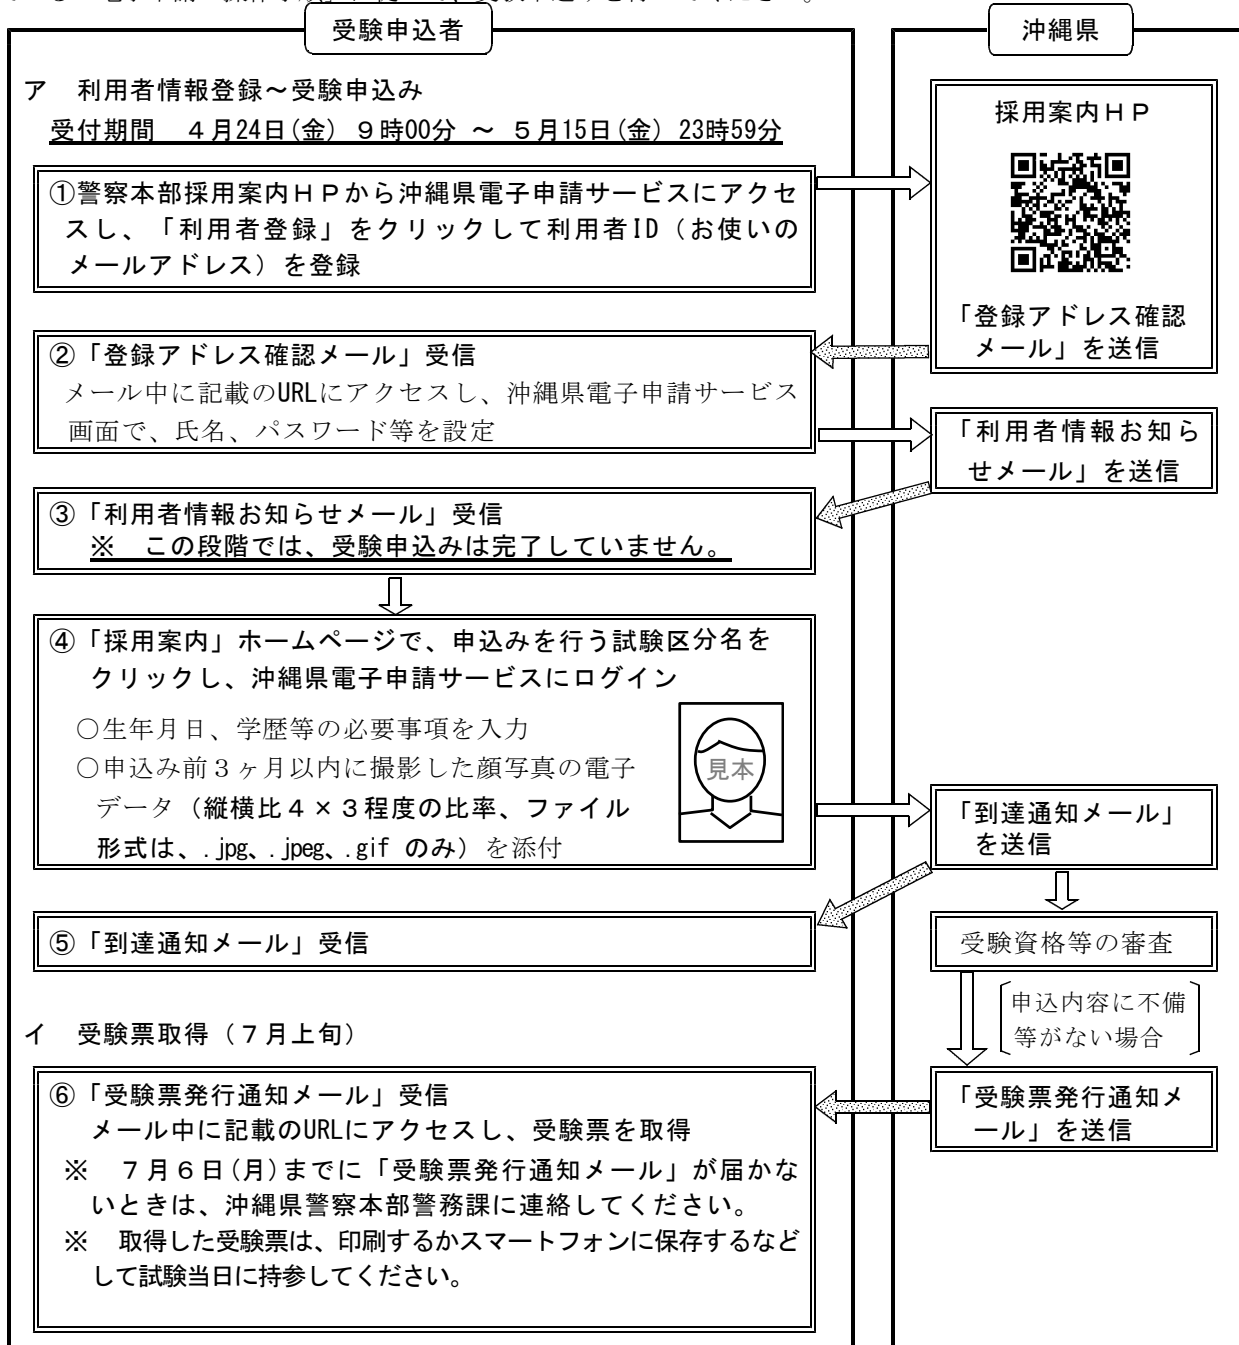 受験申込者
沖縄県
ア　利用者情報登録～受験申込み
受付期間　４月24日(金) ９時00分 ～ ５月15日(金) 23時59分
①警察本部採用案内ＨＰから沖縄県電子申請サービスにアクセ
スし、「利用者登録」をクリックして利用者ID（お使いの
メールアドレス）を登録
採用案内ＨＰ
「登録アドレス確認
メール」を送信
②「登録アドレス確認メール」受信
メール中に記載のURLにアクセスし、沖縄県電子申請サービス
画面で、氏名、パスワード等を設定
「利用者情報お知ら
せメール」を送信
③「利用者情報お知らせメール」受信
※　この段階では、受験申込みは完了していません。
④「採用案内」ホームページで、申込みを行う試験区分名を
クリックし、沖縄県電子申請サービスにログイン
○生年月日、学歴等の必要事項を入力
○申込み前３ヶ月以内に撮影した顔写真の電子
データ（縦横比４×３程度の比率、ファイル
形式は、.jpg、.jpeg、.gif のみ）を添付
見本
「到達通知メール」
を送信
⑤「到達通知メール」受信
受験資格等の審査
申込内容に不備
等がない場合
イ　受験票取得（７月上旬）
⑥「受験票発行通知メール」受信
メール中に記載のURLにアクセスし、受験票を取得
※　７月６日(月)までに「受験票発行通知メール」が届かな
いときは、沖縄県警察本部警務課に連絡してください。
※　取得した受験票は、印刷するかスマートフォンに保存するなど
して試験当日に持参してください。
「受験票発行通知メ
ール」を送信